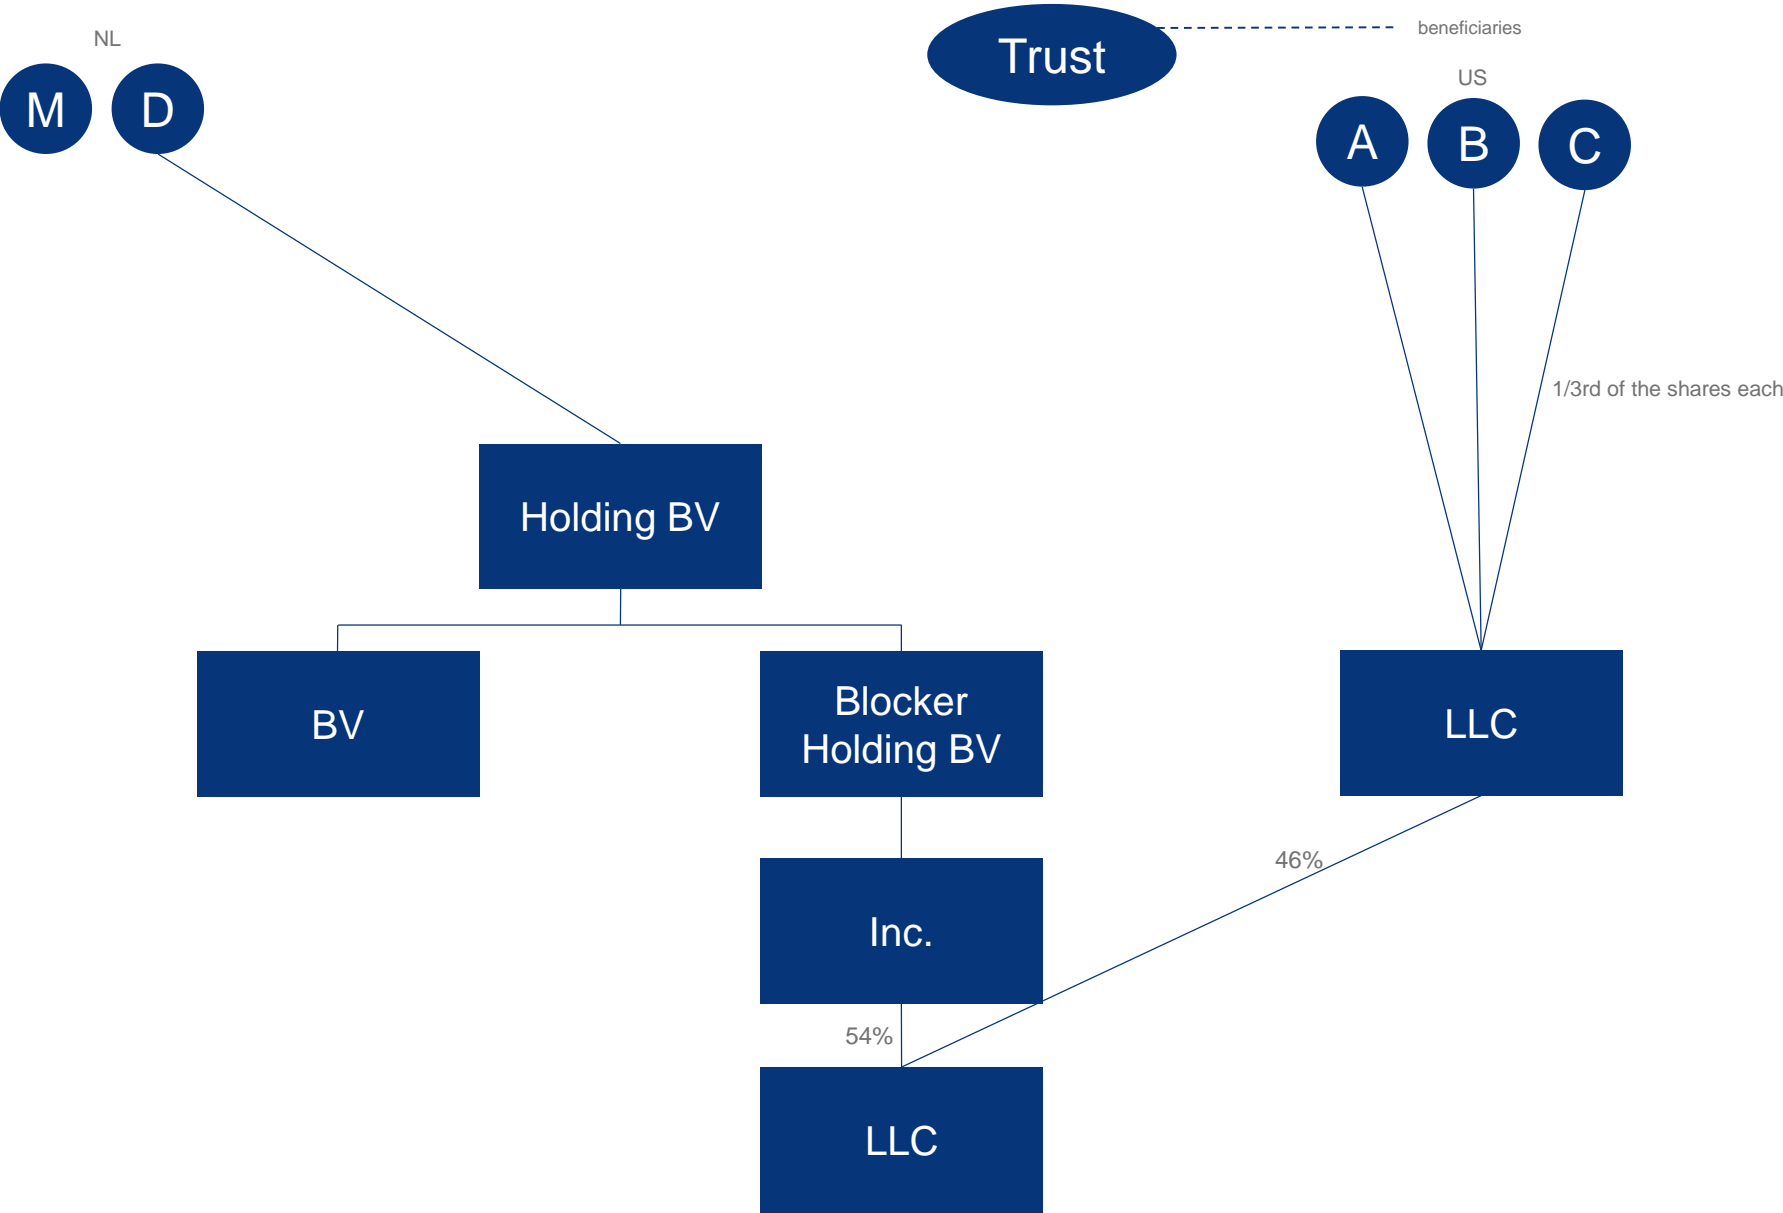 NL
Trust
beneficiaries
US
M
D
A
B
C
1/3rd of the shares each
Holding BV
BV
Blocker
Holding BV
LLC
46%
Inc.
54%
LLC